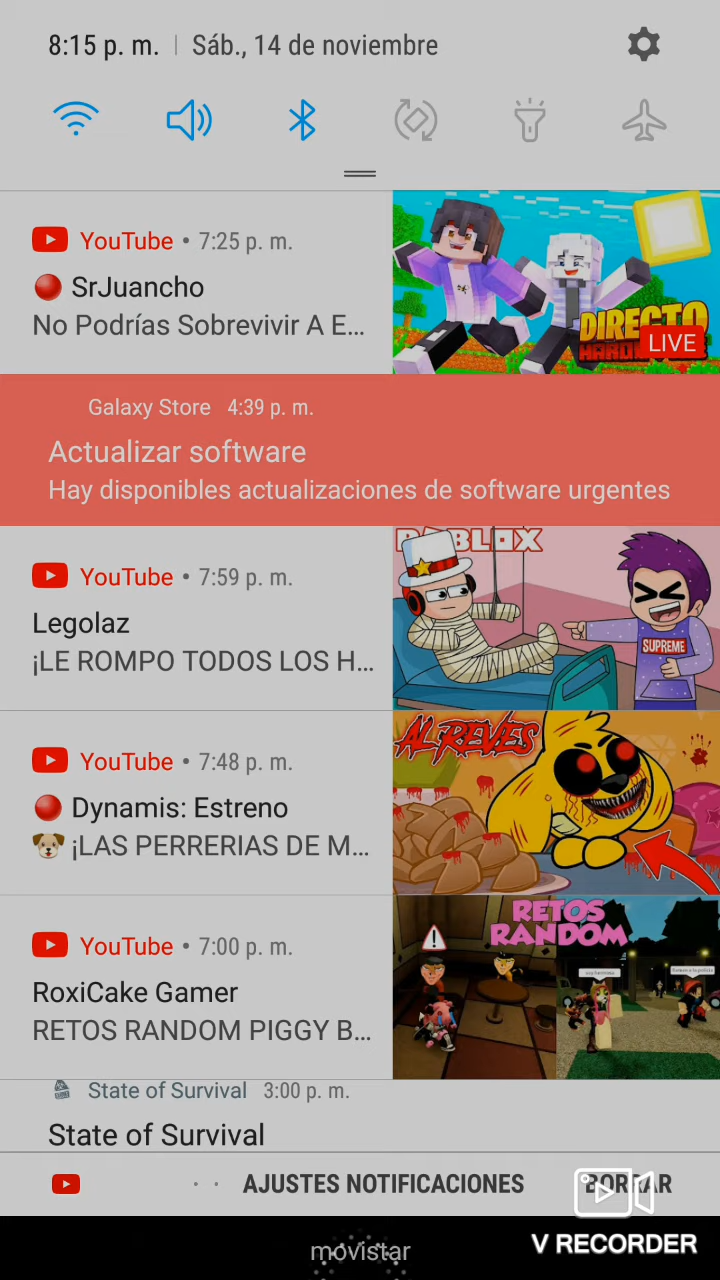 8:15 p. m. | Sáb., 14 de noviembre
YouTube • 7:25 p. m.
SrJuancho
No Podrías Sobrevivir A E...
DIRECTO
HARD
LIVE
Galaxy Store 4:39 p. m.
Actualizar software
Hay disponibles actualizaciones de software urgentes
YouTube • 7:59 p. m.
Legolaz
¡LE ROMPO TODOS LOS H...
ROBLOX
SUPREME
YouTube • 7:48 p. m.
Dynamis: Estreno
¡LAS PERRERIAS DE M...
AL REVES
YouTube • 7:00 p. m.
RoxiCake Gamer
RETOS RANDOM PIGGY B...
RETOS
RANDOM
State of Survival 3:00 p. m.
State of Survival
AJUSTES NOTIFICACIONES
BORRAR
V RECORDER
movistar